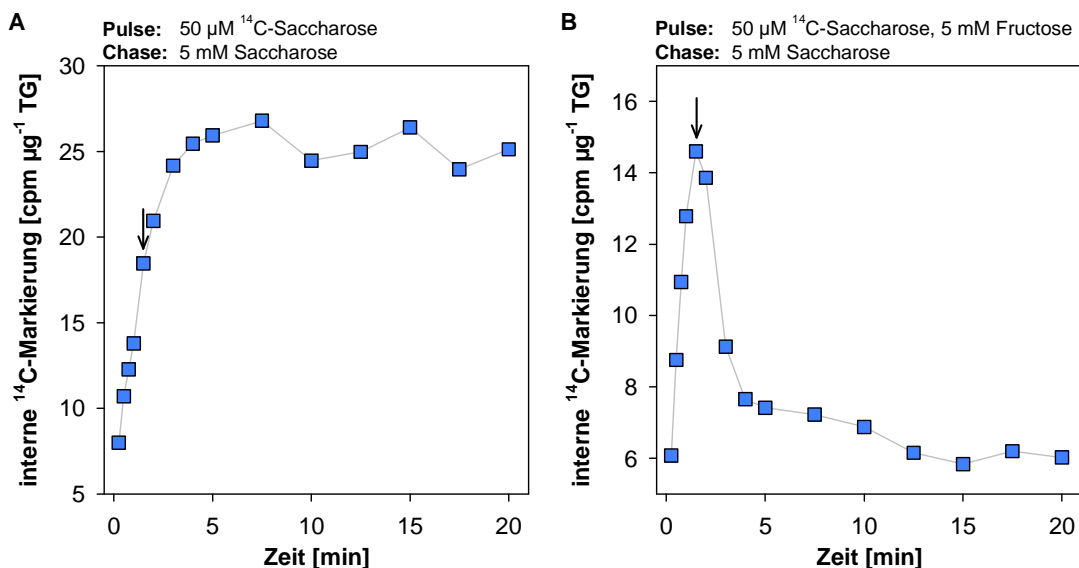 A
Pulse: 50 µM ¹⁴C-Saccharose
Chase: 5 mM Saccharose
30
25
20
15
10
5
0 5 10 15 20
interne ¹⁴C-Markierung [cpm µg⁻¹ TG]
Zeit [min]
B
Pulse: 50 µM ¹⁴C-Saccharose, 5 mM Fructose
Chase: 5 mM Saccharose
16
14
12
10
8
6
0 5 10 15 20
interne ¹⁴C-Markierung [cpm µg⁻¹ TG]
Zeit [min]